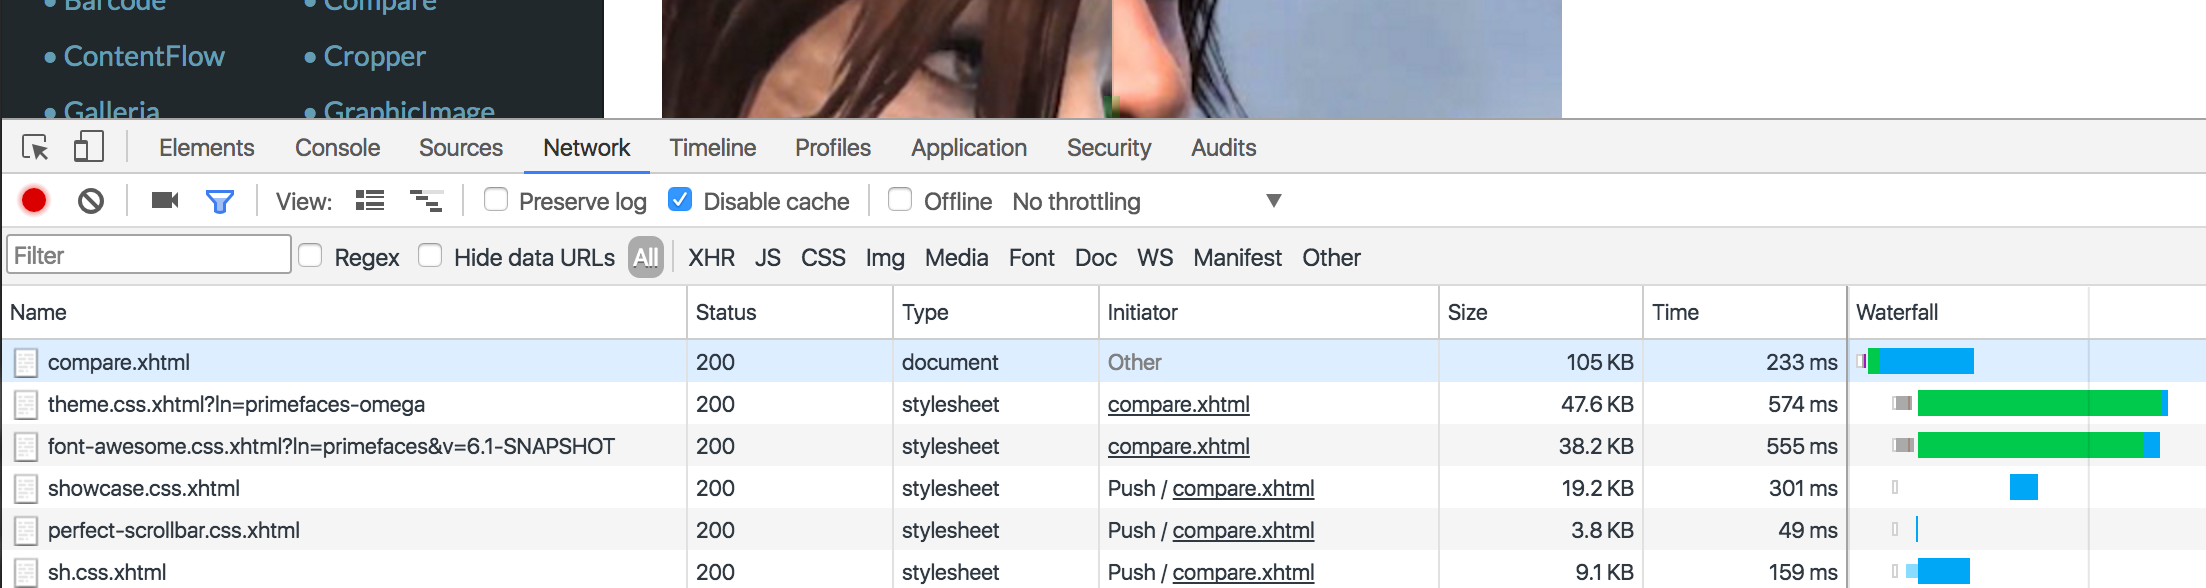 • Barcode • Compare
• ContentFlow • Cropper
• Galleria • GraphicImage
Elements Console Sources Network Timeline Profiles Application Security Audits
View: Preserve log Disable cache Offline No throttling ▼
Filter Regex Hide data URLs All XHR JS CSS Img Media Font Doc WS Manifest Other
Name Status Type Initiator Size Time Waterfall
compare.xhtml 200 document Other 105 KB 233 ms
theme.css.xhtml?ln=primefaces-omega 200 stylesheet compare.xhtml 47.6 KB 574 ms
font-awesome.css.xhtml?ln=primefaces&v=6.1-SNAPSHOT 200 stylesheet compare.xhtml 38.2 KB 555 ms
showcase.css.xhtml 200 stylesheet Push / compare.xhtml 19.2 KB 301 ms
perfect-scrollbar.css.xhtml 200 stylesheet Push / compare.xhtml 3.8 KB 49 ms
sh.css.xhtml 200 stylesheet Push / compare.xhtml 9.1 KB 159 ms